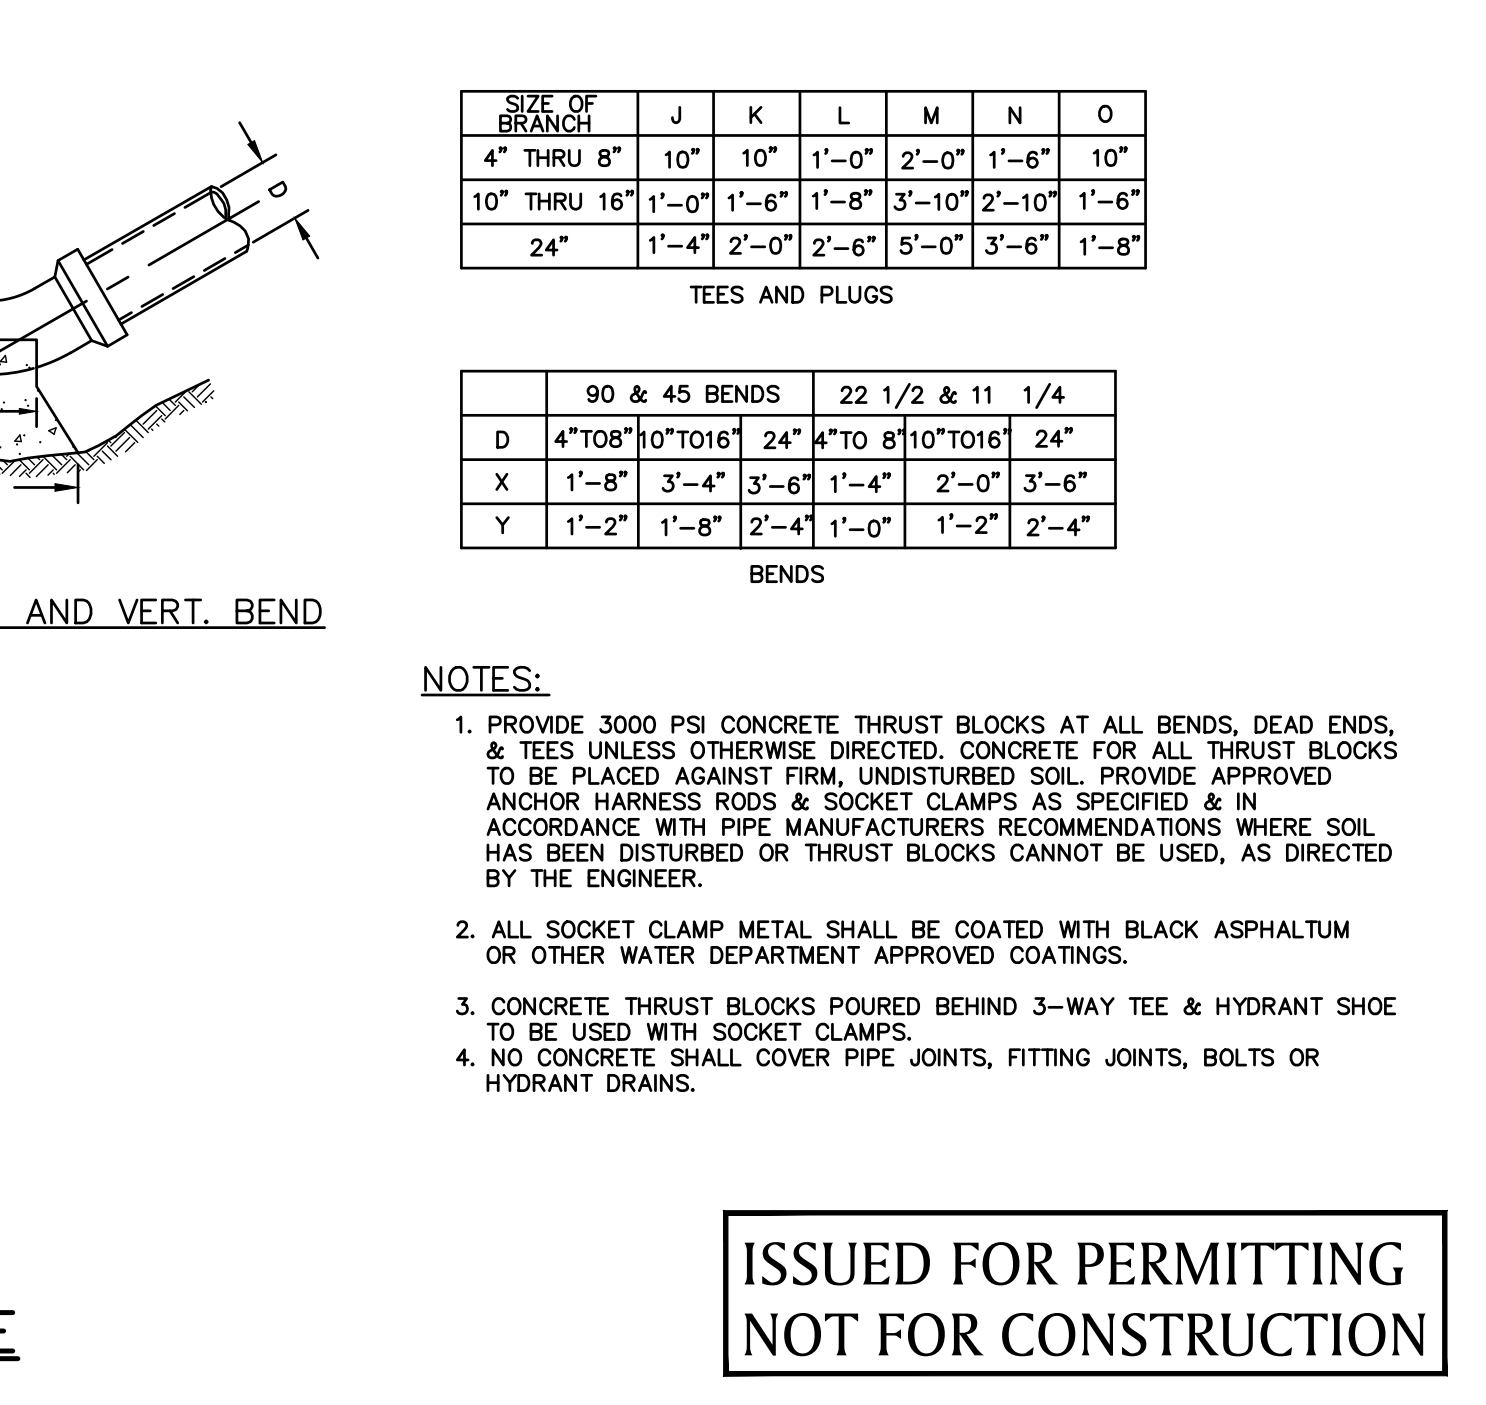 SIZE OF BRANCH J K L M N O
4" THRU 8" 10" 10" 1'-0" 2'-0" 1'-6" 10"
10" THRU 16" 1'-0" 1'-6" 1'-8" 3'-10" 2'-10" 1'-6"
24" 1'-4" 2'-0" 2'-6" 5'-0" 3'-6" 1'-8"
TEES AND PLUGS
D
90 & 45 BENDS 22 1/2 & 11 1/4
D 4"TO8" 10"TO16" 24" 4"TO 8" 10"TO16" 24"
X 1'-8" 3'-4" 3'-6" 1'-4" 2'-0" 3'-6"
Y 1'-2" 1'-8" 2'-4" 1'-0" 1'-2" 2'-4"
BENDS
AND VERT. BEND
NOTES:
1. PROVIDE 3000 PSI CONCRETE THRUST BLOCKS AT ALL BENDS, DEAD ENDS,
& TEES UNLESS OTHERWISE DIRECTED. CONCRETE FOR ALL THRUST BLOCKS
TO BE PLACED AGAINST FIRM, UNDISTURBED SOIL. PROVIDE APPROVED
ANCHOR HARNESS RODS & SOCKET CLAMPS AS SPECIFIED & IN
ACCORDANCE WITH PIPE MANUFACTURERS RECOMMENDATIONS WHERE SOIL
HAS BEEN DISTURBED OR THRUST BLOCKS CANNOT BE USED, AS DIRECTED
BY THE ENGINEER.
2. ALL SOCKET CLAMP METAL SHALL BE COATED WITH BLACK ASPHALTUM
OR OTHER WATER DEPARTMENT APPROVED COATINGS.
3. CONCRETE THRUST BLOCKS POURED BEHIND 3-WAY TEE & HYDRANT SHOE
TO BE USED WITH SOCKET CLAMPS.
4. NO CONCRETE SHALL COVER PIPE JOINTS, FITTING JOINTS, BOLTS OR
HYDRANT DRAINS.
ISSUED FOR PERMITTING
NOT FOR CONSTRUCTION